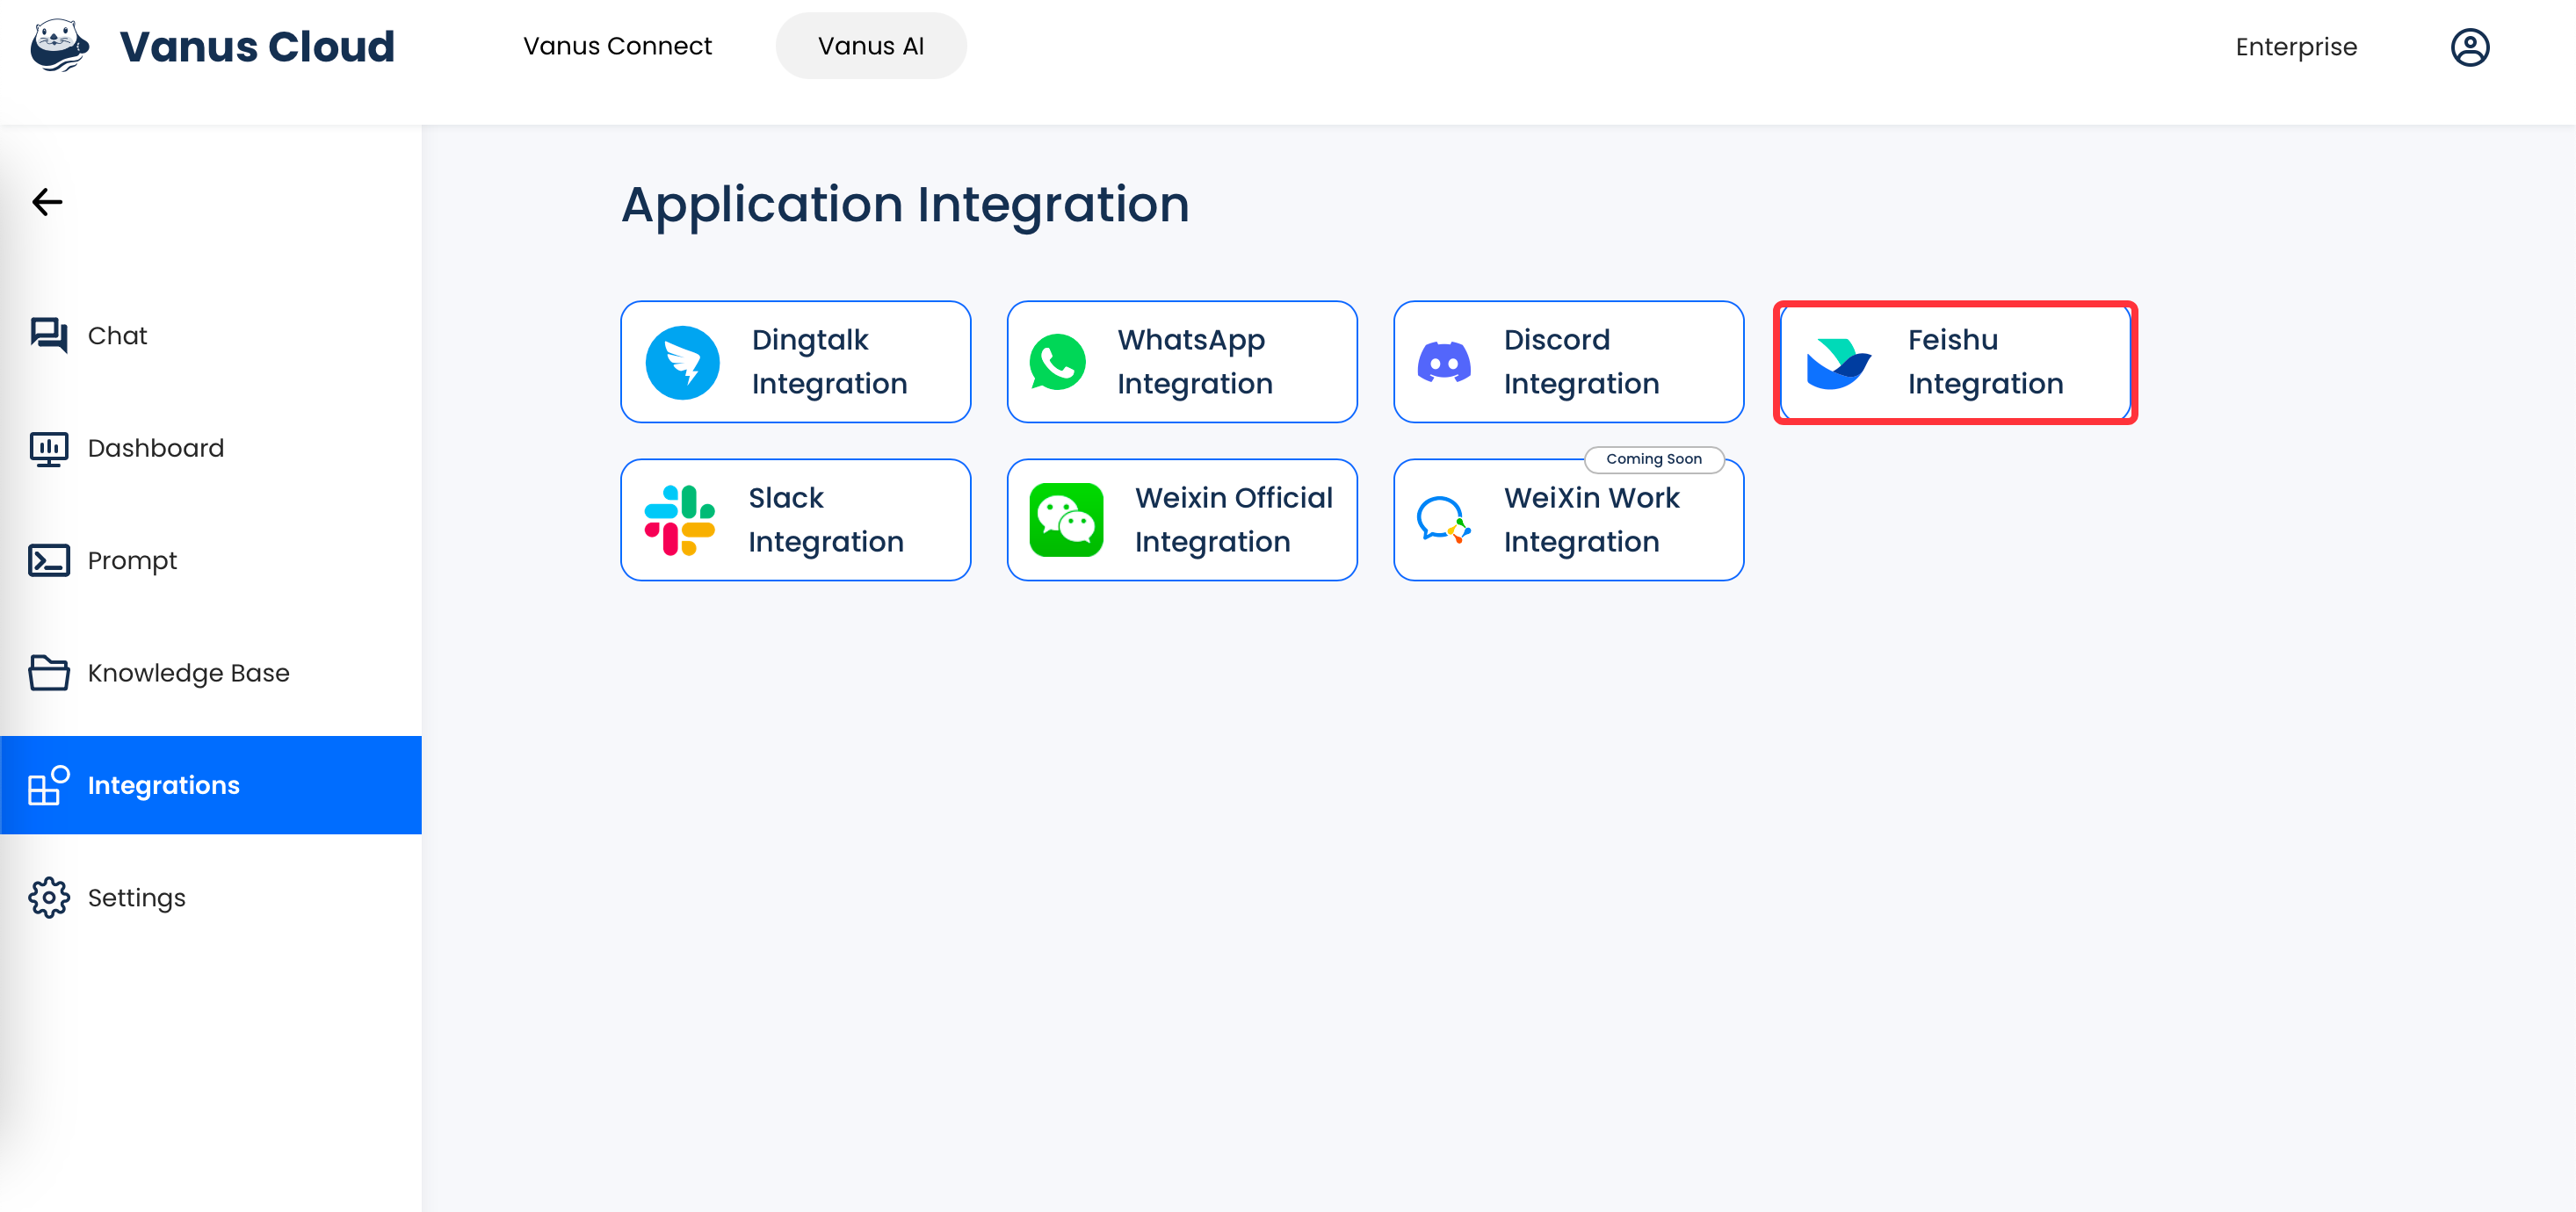 Vanus Cloud
Vanus Connect
Vanus AI
Enterprise
Chat
Dashboard
Prompt
Knowledge Base
Integrations
Settings
Application Integration
Dingtalk
Integration
WhatsApp
Integration
Discord
Integration
Feishu
Integration
Slack
Integration
Weixin Official
Integration
Coming Soon
WeiXin Work
Integration